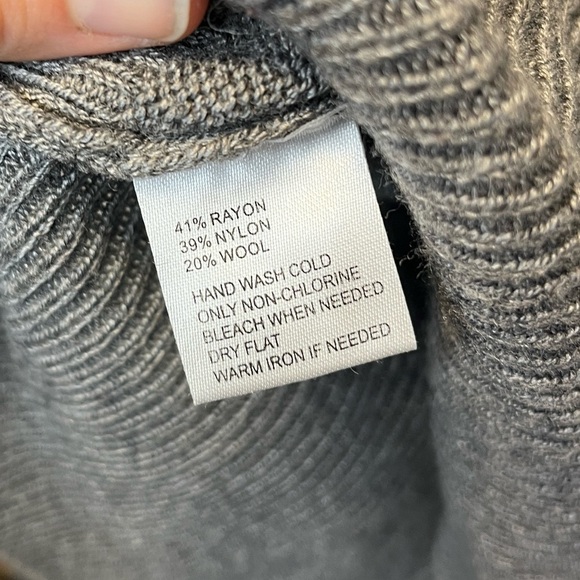 41% RAYON
39% NYLON
20% WOOL
HAND WASH COLD
ONLY NON-CHLORINE
BLEACH WHEN NEEDED
DRY FLAT
WARM IRON IF NEEDED